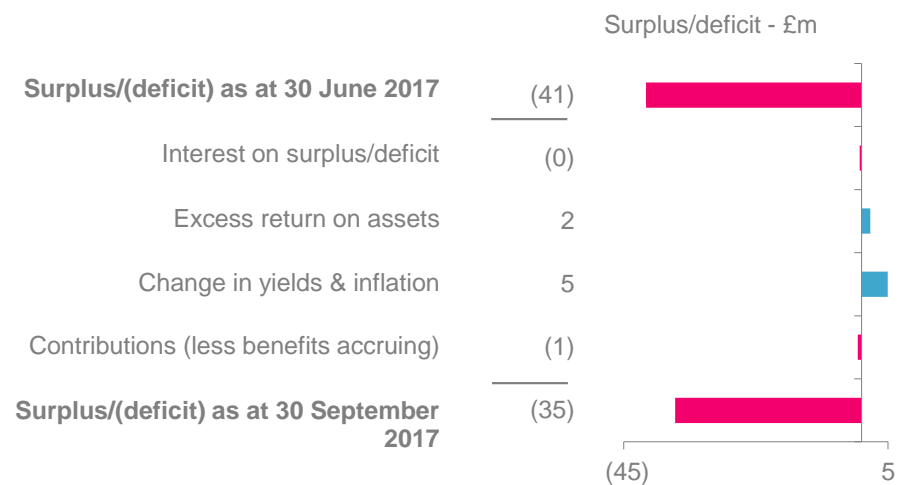 Surplus/deficit - £m
Surplus/(deficit) as at 30 June 2017 (41)
Interest on surplus/deficit (0)
Excess return on assets 2
Change in yields & inflation 5
Contributions (less benefits accruing) (1)
Surplus/(deficit) as at 30 September (35)
2017
(45) 5